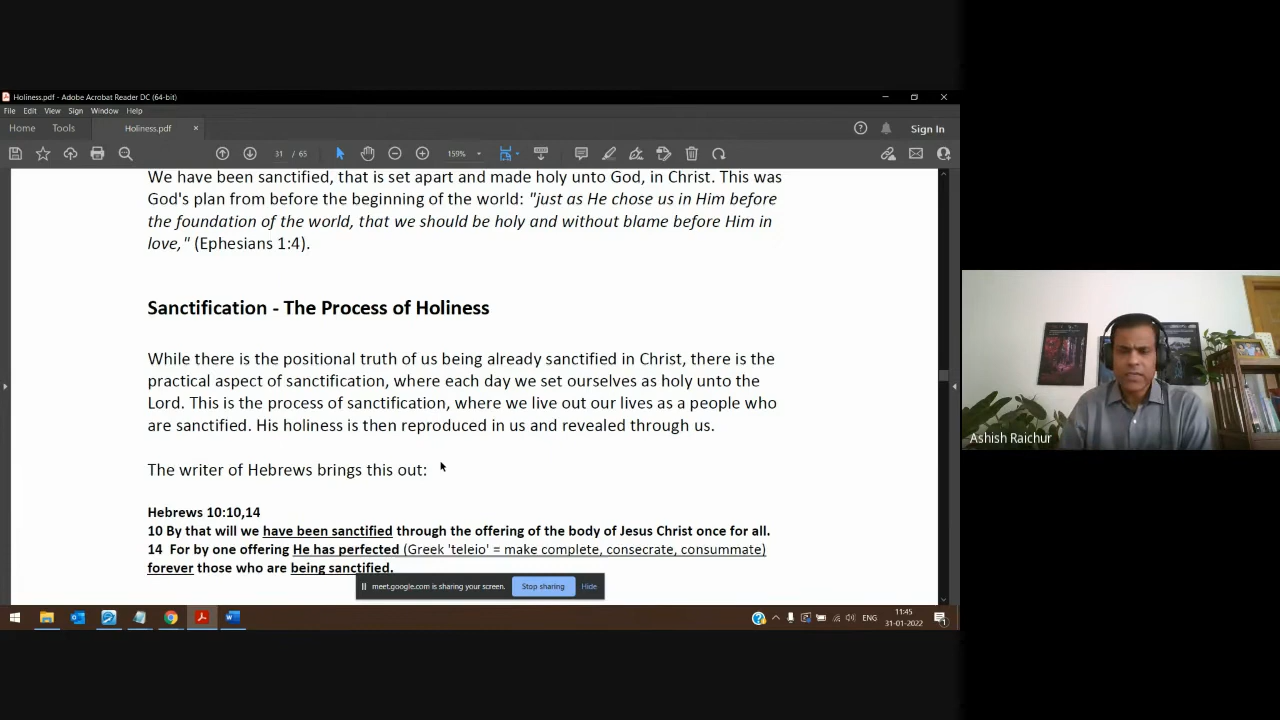 Holiness.pdf - Adobe Acrobat Reader DC (64-bit)
File Edit View Sign Window Help
Home Tools Holiness.pdf × Sign In
31 / 65 159%
We have been sanctified, that is set apart and made holy unto God, in Christ. This was
God's plan from before the beginning of the world: "just as He chose us in Him before
the foundation of the world, that we should be holy and without blame before Him in
love," (Ephesians 1:4).
Sanctification - The Process of Holiness
While there is the positional truth of us being already sanctified in Christ, there is the
practical aspect of sanctification, where each day we set ourselves as holy unto the
Lord. This is the process of sanctification, where we live out our lives as a people who
are sanctified. His holiness is then reproduced in us and revealed through us.
The writer of Hebrews brings this out:
Hebrews 10:10,14
10 By that will we have been sanctified through the offering of the body of Jesus Christ once for all.
14 For by one offering He has perfected (Greek 'teleio' = make complete, consecrate, consummate)
forever those who are being sanctified.
meet.google.com is sharing your screen. Stop sharing Hide
ENG
11:45
31-01-2022
Ashish Raichur